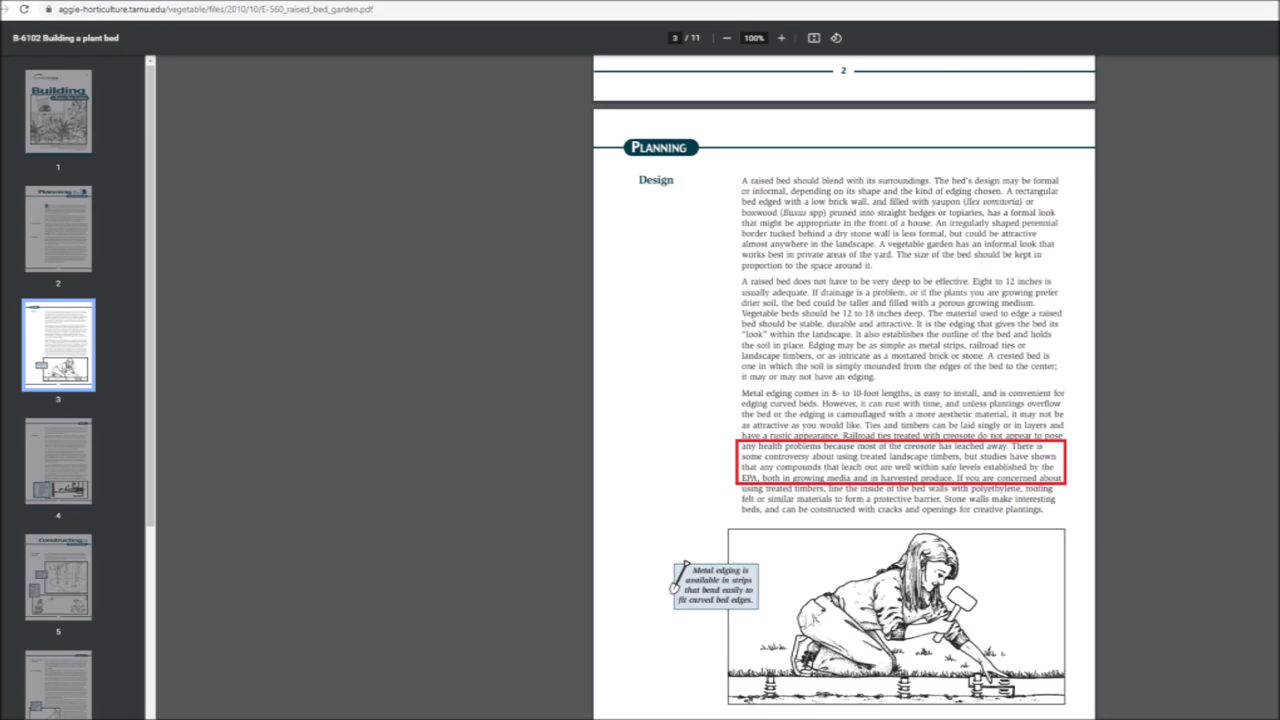 aggie-horticulture.tamu.edu/vegetable/files/2010/10/E-560_raised_bed_garden.pdf
B-6102 Building a plant bed
3 / 11
100%
Building
1
Planning
2
3
4
Constructing
5
2
PLANNING
Design
A raised bed should blend with its surroundings. The bed's design may be formal
or informal, depending on its shape and the kind of edging chosen. A rectangular
bed edged with a low brick wall, and filled with yaupon (Ilex vomitoria) or
boxwood (Buxus spp) pruned into straight hedges or topiaries, has a formal look
that might be appropriate in the front of a house. An irregularly shaped perennial
border tucked behind a dry stone wall is less formal, but could be attractive
almost anywhere in the landscape. A vegetable garden has an informal look that
works best in private areas of the yard. The size of the bed should be kept in
proportion to the space around it.
A raised bed does not have to be very deep to be effective. Eight to 12 inches is
usually adequate. If drainage is a problem, or if the plants you are growing prefer
drier soil, the bed could be taller and filled with a porous growing medium.
Vegetable beds should be 12 to 18 inches deep. The material used to edge a raised
bed should be stable, durable and attractive. It is the edging that gives the bed its
"look" within the landscape. It also establishes the outline of the bed and holds
the soil in place. Edging may be as simple as metal strips, railroad ties or
landscape timbers, or as intricate as a mortared brick or stone. A crested bed is
one in which the soil is simply mounded from the edges of the bed to the center;
it may or may not have an edging.
Metal edging comes in 8- to 10-foot lengths, is easy to install, and is convenient for
edging curved beds. However, it can rust with time, and unless plantings overflow
the bed or the edging is camouflaged with a more aesthetic material, it may not be
as attractive as you would like. Ties and timbers can be laid singly or in layers and
have a rustic appearance. Railroad ties treated with creosote do not appear to pose
any health problems because most of the creosote has leached away. There is
some controversy about using treated landscape timbers, but studies have shown
that any compounds that leach out are well within safe levels established by the
EPA, both in growing media and in harvested produce. If you are concerned about
using treated timbers, line the inside of the bed walls with polyethylene, roofing
felt or similar materials to form a protective barrier. Stone walls make interesting
beds, and can be constructed with cracks and openings for creative plantings.
Metal edging is
available in strips
that bend easily to
fit curved bed edges.